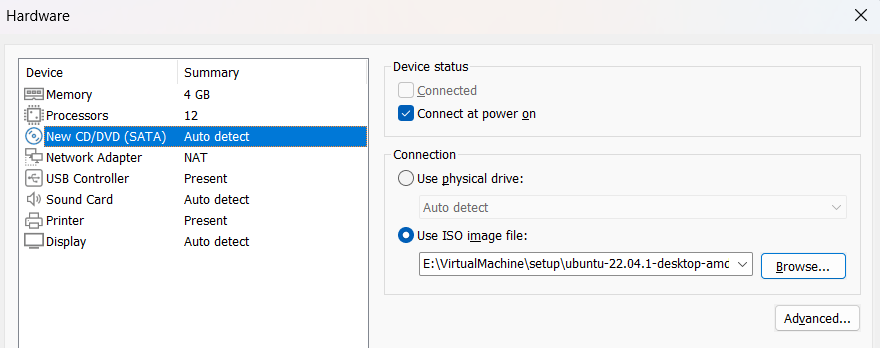 Hardware
Device Summary
Memory 4 GB
Processors 12
New CD/DVD (SATA) Auto detect
Network Adapter NAT
USB Controller Present
Sound Card Auto detect
Printer Present
Display Auto detect
Device status
Connected
Connect at power on
Connection
Use physical drive:
Auto detect
Use ISO image file:
E:\VirtualMachine\setup\ubuntu-22.04.1-desktop-amd
Browse...
Advanced...